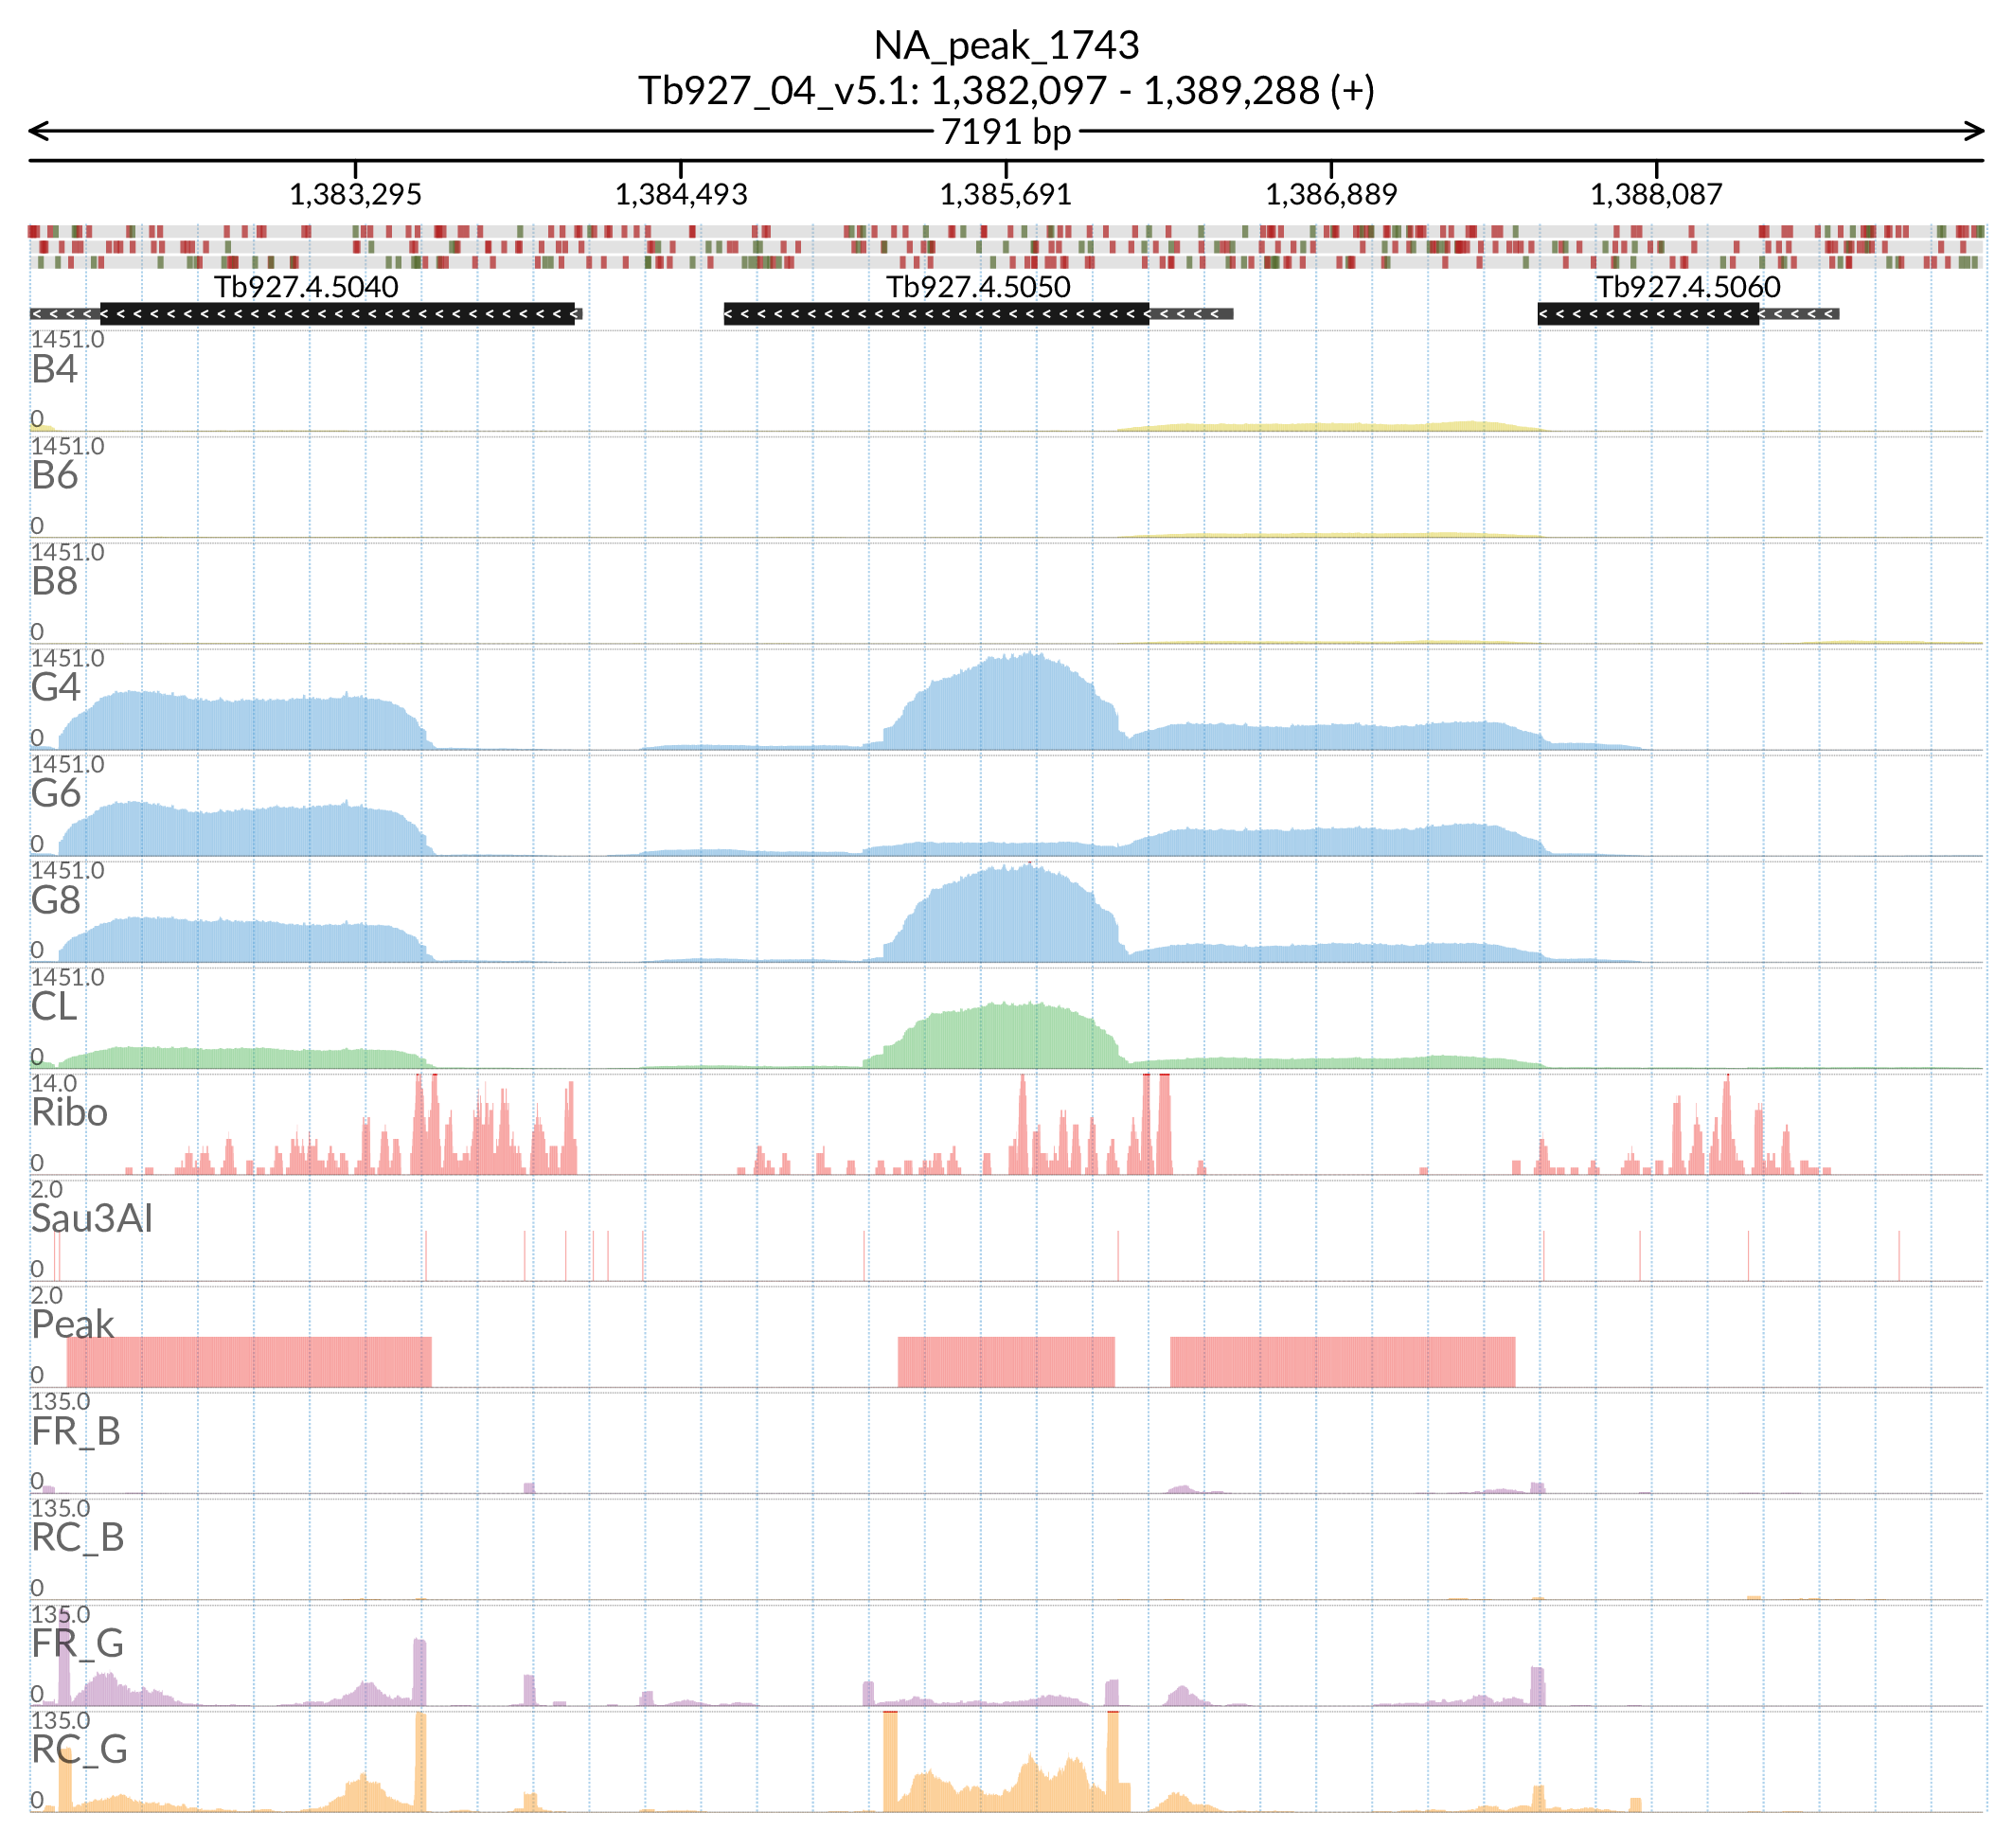 NA_peak_1743
Tb927_04_v5.1: 1,382,097 - 1,389,288 (+)
7191 bp
1,383,295 1,384,493 1,385,691 1,386,889 1,388,087
Tb927.4.5040 Tb927.4.5050 Tb927.4.5060
1451.0
B4
0
1451.0
B6
0
1451.0
B8
0
1451.0
G4
0
1451.0
G6
0
1451.0
G8
0
1451.0
CL
0
14.0
Ribo
0
2.0
Sau3AI
0
2.0
Peak
0
135.0
FR_B
0
135.0
RC_B
0
135.0
FR_G
0
135.0
RC_G
0